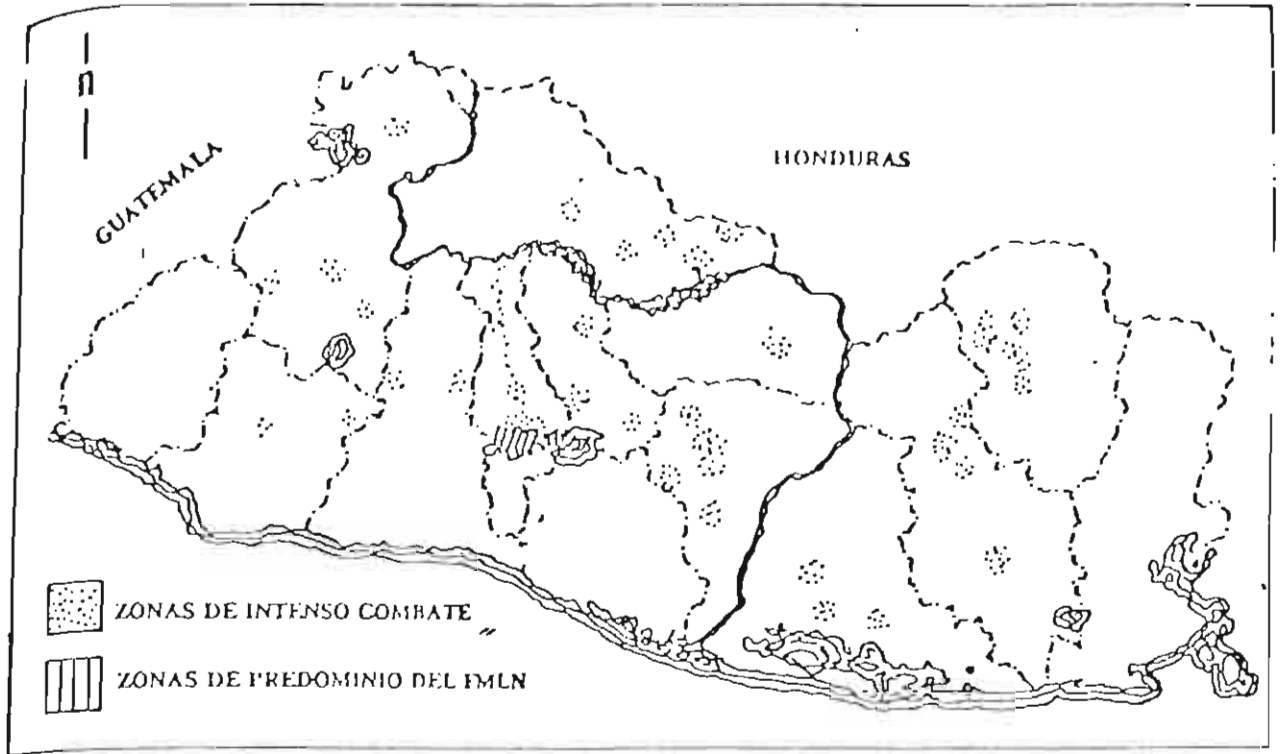 n
GUATEMALA
HONDURAS
ZONAS DE INTENSO COMBATE
ZONAS DE PREDOMINIO DEL FMLN